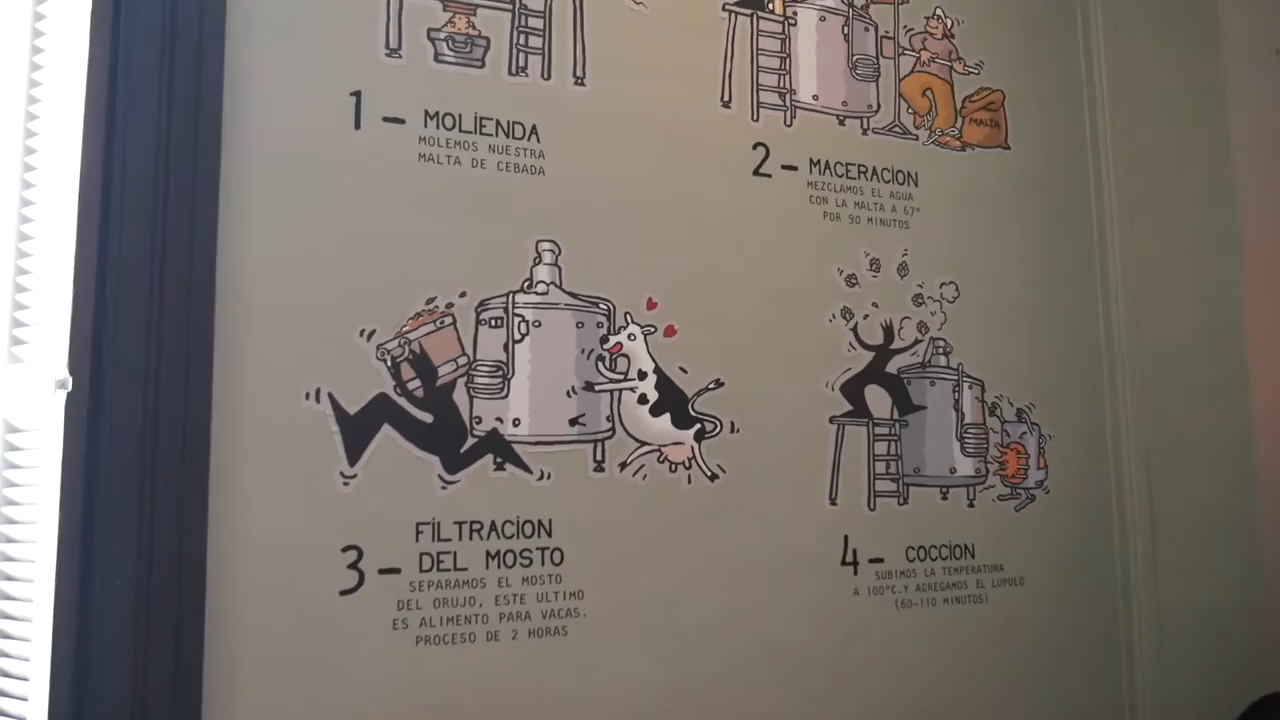 1 - MOLIENDA
MOLEMOS NUESTRA
MALTA DE CEBADA
MALTA
2 - MACERACION
MEZCLAMOS EL AGUA
CON LA MALTA A 67°
POR 90 MINUTOS
FILTRACION
3 - DEL MOSTO
SEPARAMOS EL MOSTO
DEL ORUJO, ESTE ULTIMO
ES ALIMENTO PARA VACAS.
PROCESO DE 2 HORAS
4 - COCCION
SUBIMOS LA TEMPERATURA
A 100°C.Y AGREGAMOS EL LUPULO
(60-110 MINUTOS)